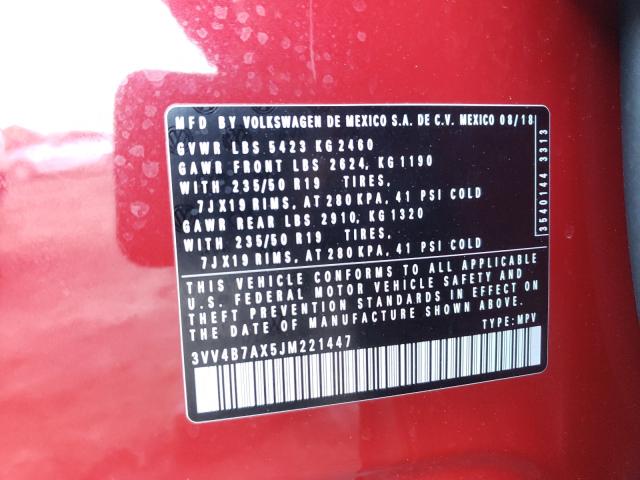 MFD BY VOLKSWAGEN DE MEXICO S.A. DE C.V. MEXICO 08/18
GVWR LBS 5423 KG 2460
GAWR FRONT LBS 2624, KG 1190
WITH 235/50 R19 TIRES,
7JX19 RIMS, AT 280 KPA, 41 PSI COLD
GAWR REAR LBS 2910, KG 1320
WITH 235/50 R19 TIRES,
7JX19 RIMS, AT 280 KPA, 41 PSI COLD
THIS VEHICLE CONFORMS TO ALL APPLICABLE
U.S. FEDERAL MOTOR VEHICLE SAFETY AND
THEFT PREVENTION STANDARDS IN EFFECT ON
THE DATE OF MANUFACTURE SHOWN ABOVE.
TYPE: MPV
3VV4B7AX5JM221447
3540144 3313